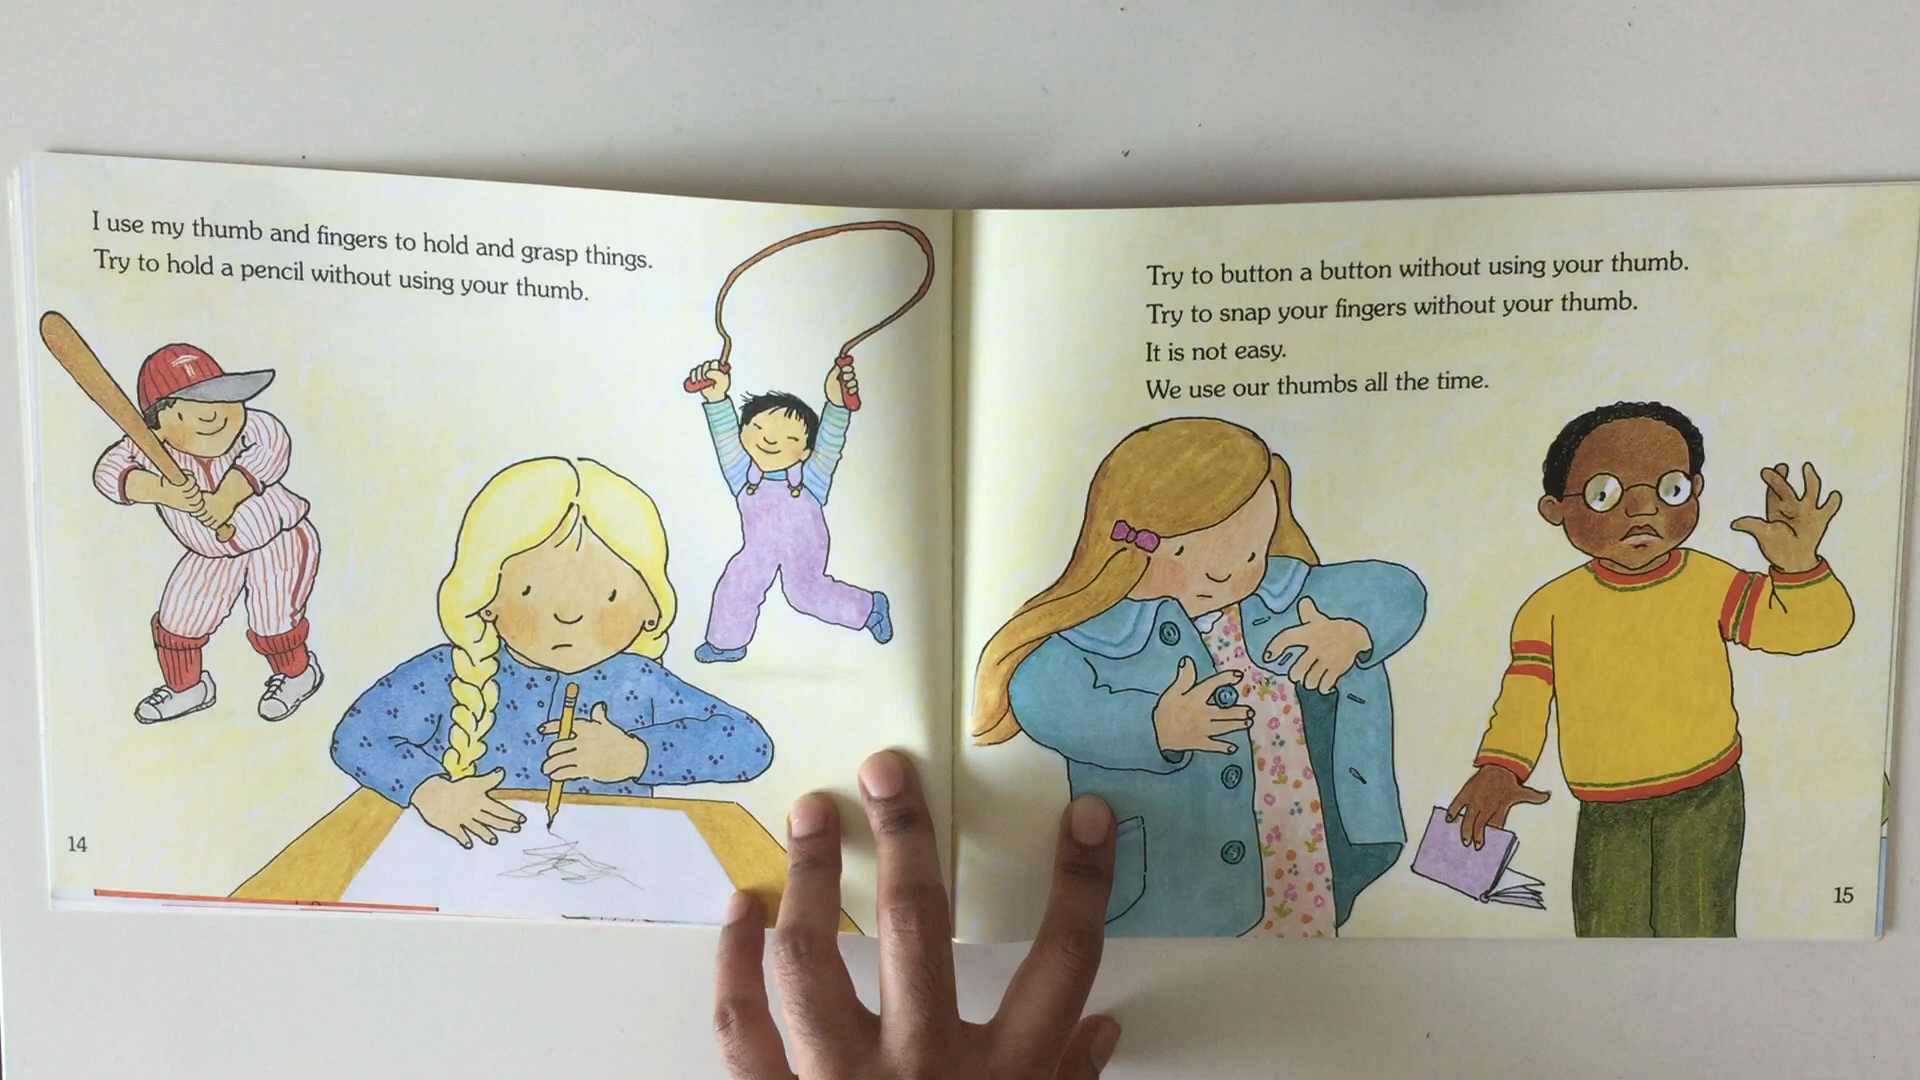 I use my thumb and fingers to hold and grasp things.
Try to hold a pencil without using your thumb.
T
14
Try to button a button without using your thumb.
Try to snap your fingers without your thumb.
It is not easy.
We use our thumbs all the time.
15